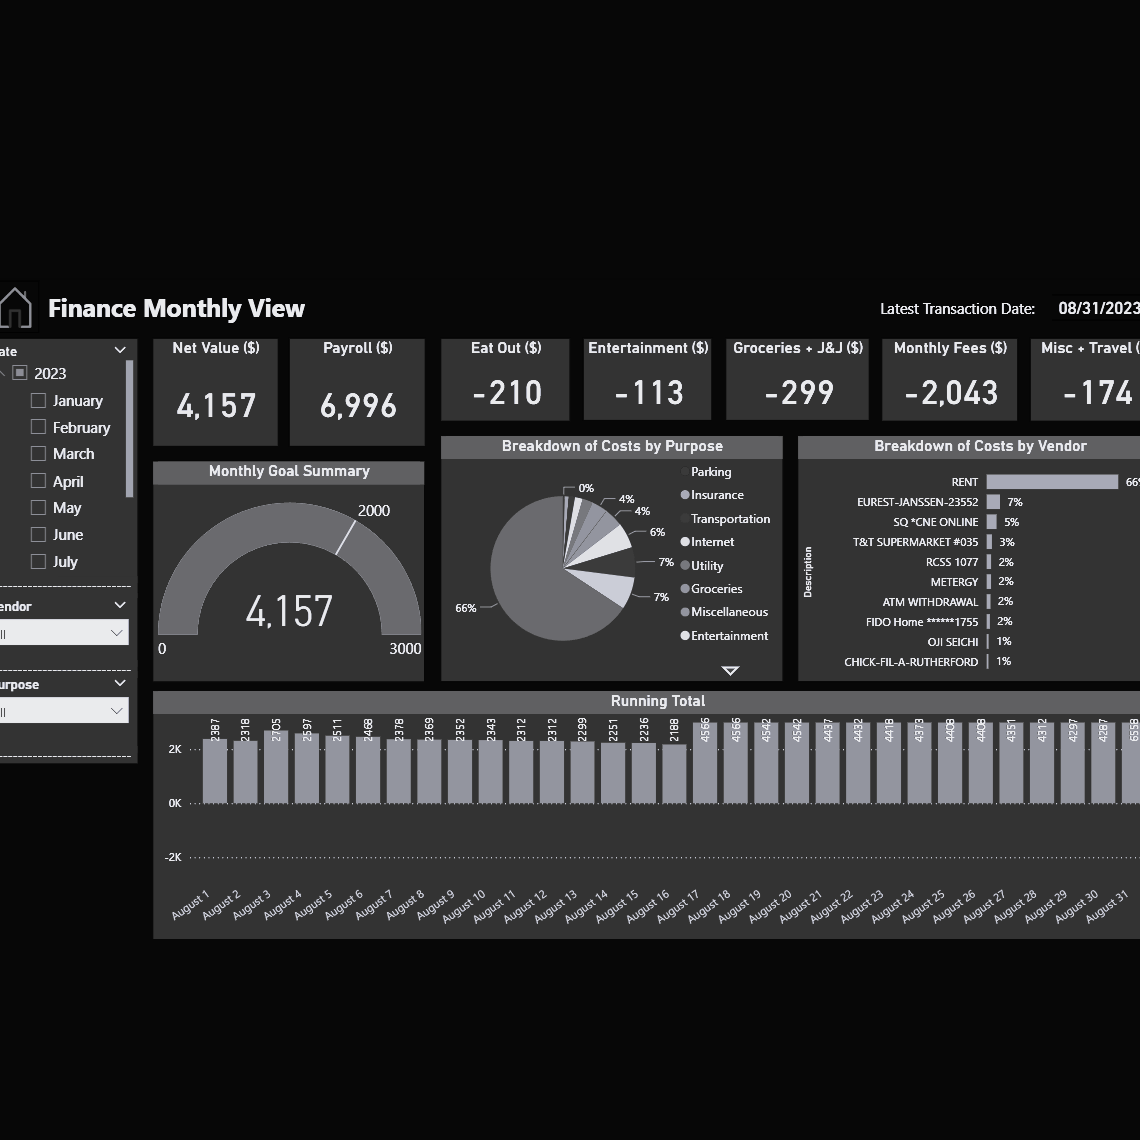 Finance Monthly View
Latest Transaction Date: 08/31/2023
ate
2023
January
February
March
April
May
June
July
endor
ll
urpose
ll
Net Value ($)
4,157
Payroll ($)
6,996
Eat Out ($)
-210
Entertainment ($)
-113
Groceries + J&J ($)
-299
Monthly Fees ($)
-2,043
Misc + Travel (
-174
Monthly Goal Summary
2000
4,157
0
3000
Breakdown of Costs by Purpose
0%
4%
4%
6%
7%
7%
66%
Parking
Insurance
Transportation
Internet
Utility
Groceries
Miscellaneous
Entertainment
Breakdown of Costs by Vendor
Description
RENT 66%
EUREST-JANSSEN-23552 7%
SQ *CNE ONLINE 5%
T&T SUPERMARKET #035 3%
RCSS 1077 2%
METERGY 2%
ATM WITHDRAWAL 2%
FIDO Home ******1755 2%
OJI SEICHI 1%
CHICK-FIL-A-RUTHERFORD 1%
Running Total
2K
0K
-2K
2387 2318 2705 2597 2511 2468 2378 2369 2352 2343 2312 2312 2299 2251 2236 2188 4566 4566 4542 4542 4437 4432 4418 4373 4408 4408 4351 4312 4297 4287 6558
August 1 August 2 August 3 August 4 August 5 August 6 August 7 August 8 August 9 August 10 August 11 August 12 August 13 August 14 August 15 August 16 August 17 August 18 August 19 August 20 August 21 August 22 August 23 August 24 August 25 August 26 August 27 August 28 August 29 August 30 August 31